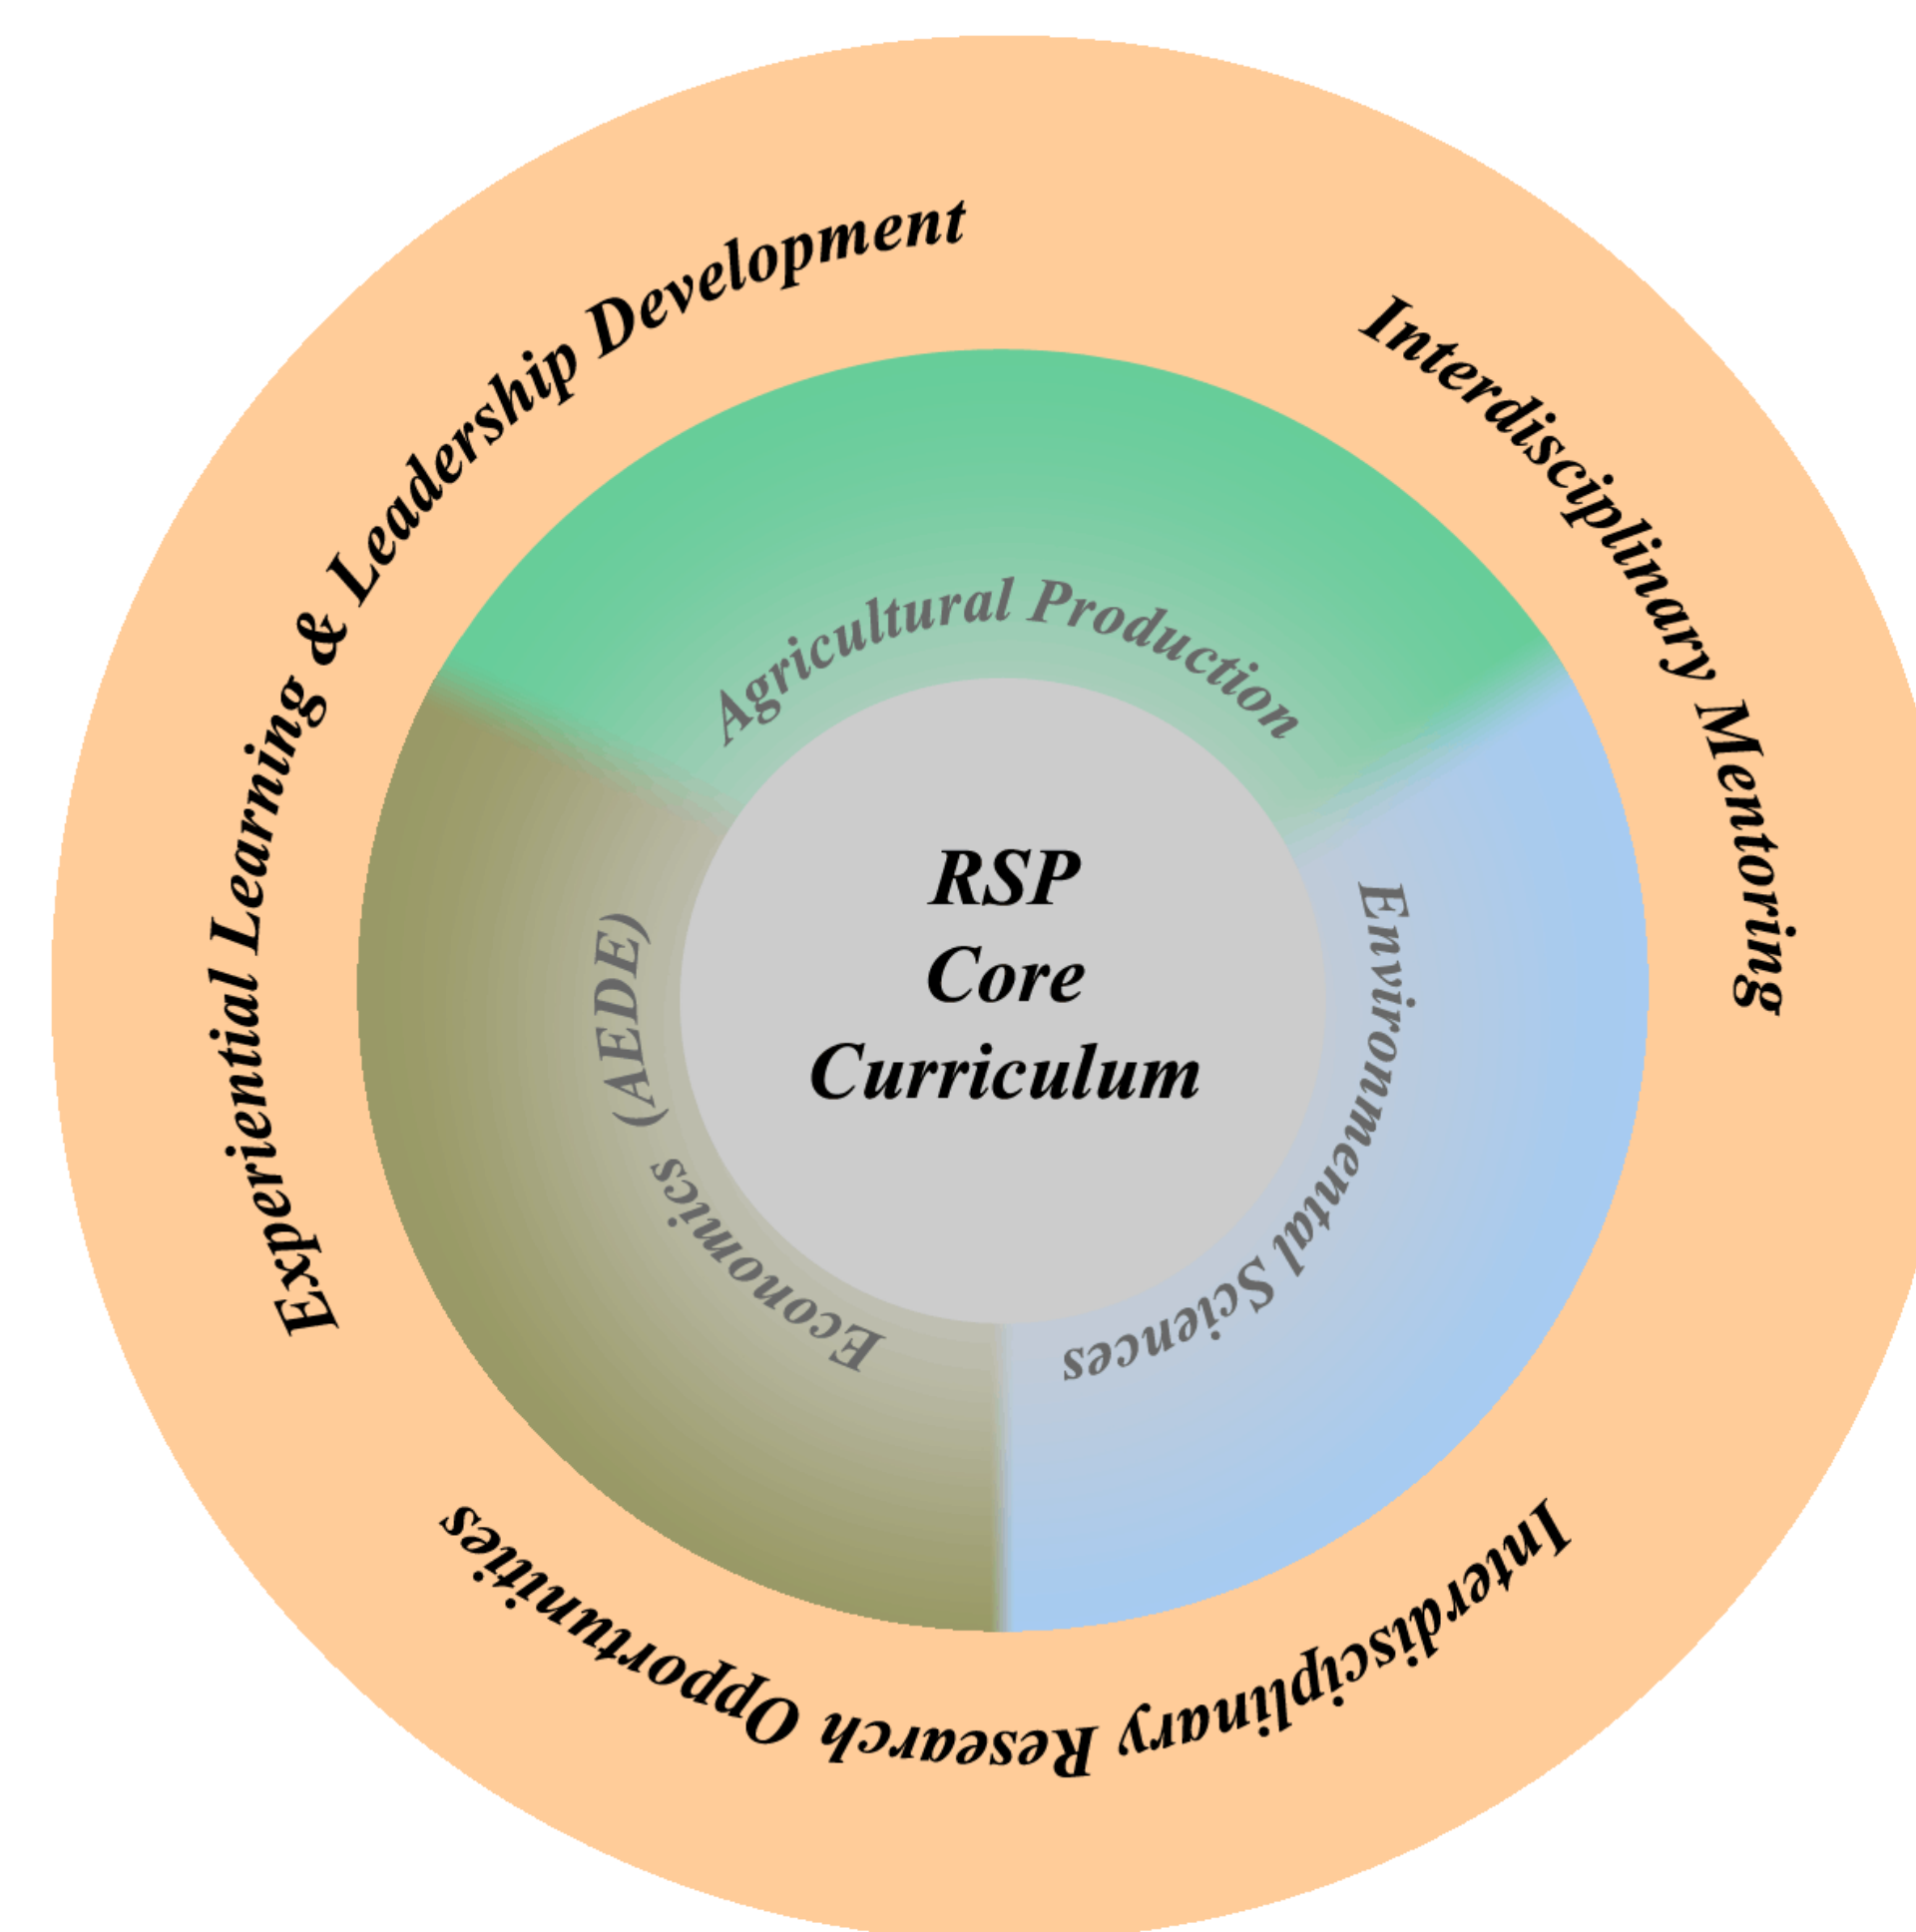 Experiential Learning & Leadership Development
Interdisciplinary Mentoring
Interdisciplinary Research Opportunities
Agricultural Production
Environmental Sciences
Economics (AEDE)
RSP
Core
Curriculum